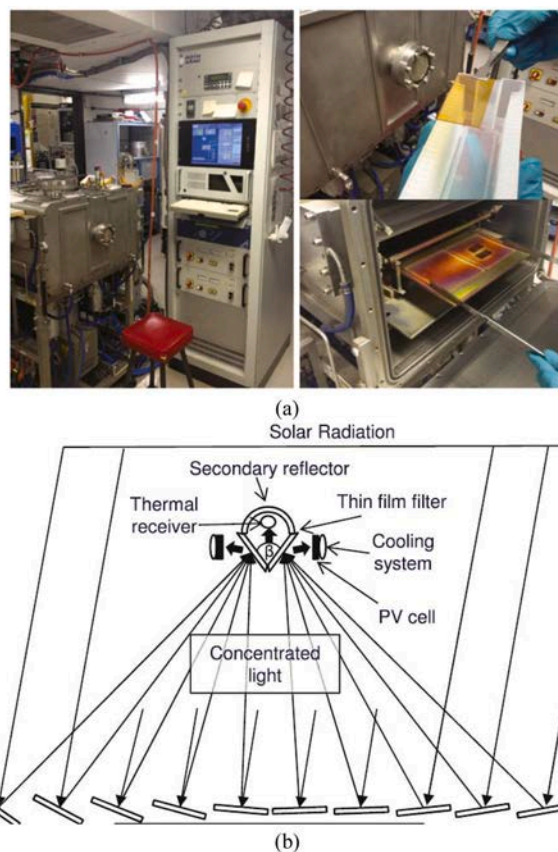 (a)
Solar Radiation
Secondary reflector
Thermal
receiver
Thin film filter
β
Cooling
system
PV cell
Concentrated
light
(b)